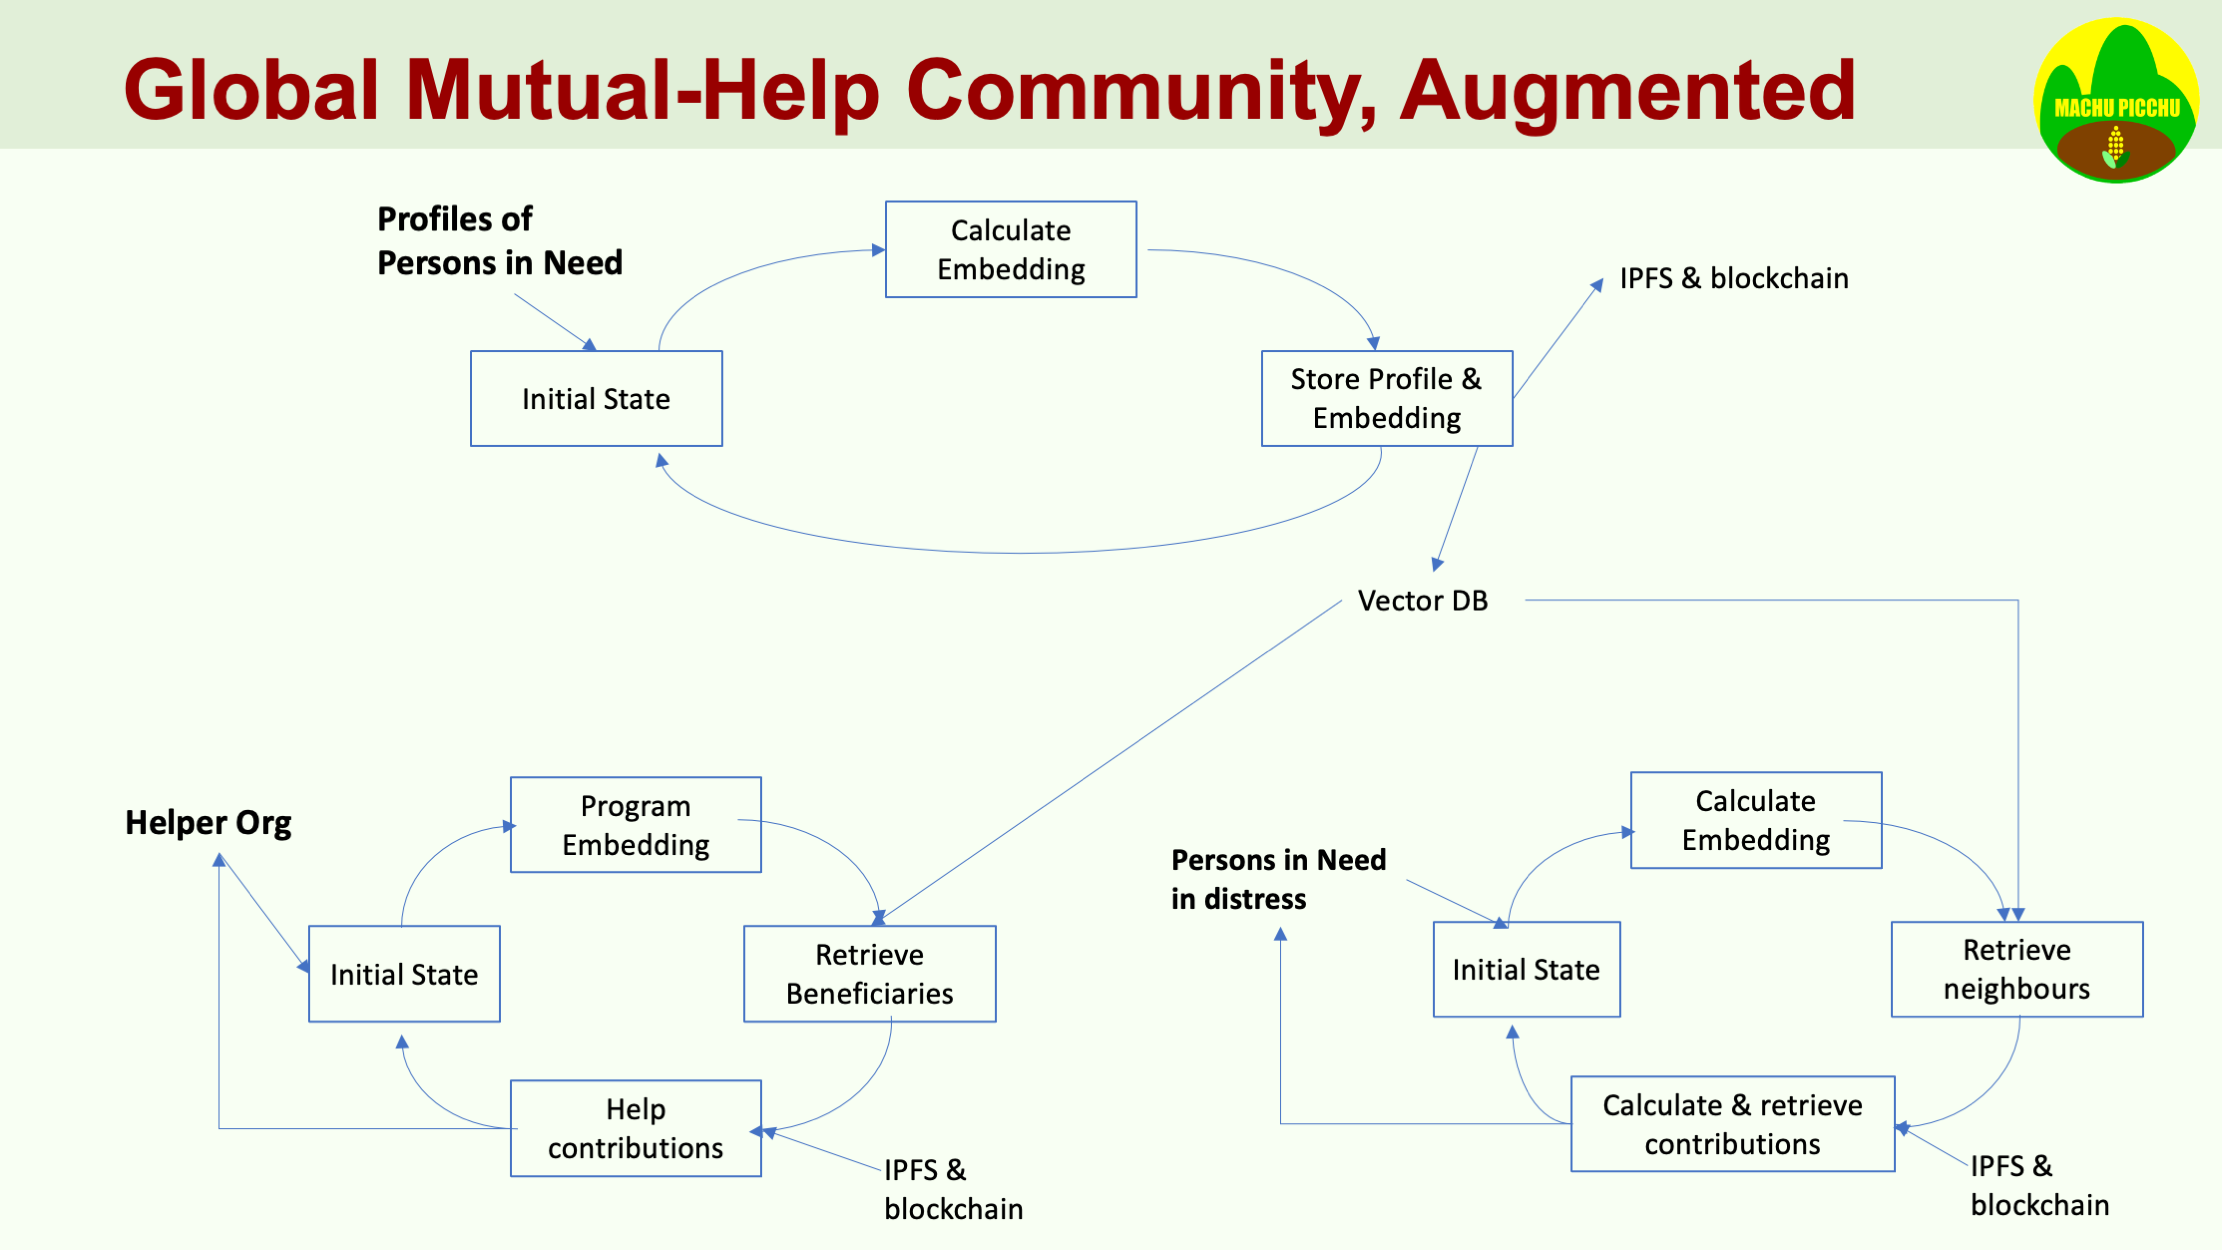 Global Mutual-Help Community, Augmented
MACHU PICCHU
Profiles of
Persons in Need
Calculate
Embedding
IPFS & blockchain
Initial State
Store Profile &
Embedding
Vector DB
Helper Org
Program
Embedding
Initial State
Retrieve
Beneficiaries
Help
contributions
IPFS &
blockchain
Persons in Need
in distress
Calculate
Embedding
Initial State
Retrieve
neighbours
Calculate & retrieve
contributions
IPFS &
blockchain